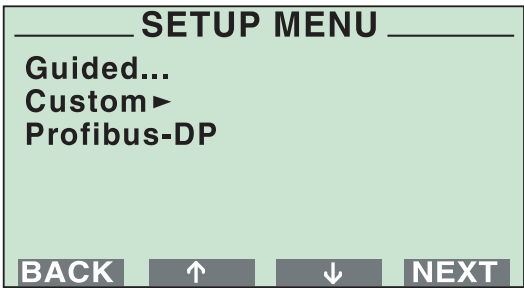 SETUP MENU
Guided...
Custom ►
Profibus-DP
BACK ↑ ↓ NEXT